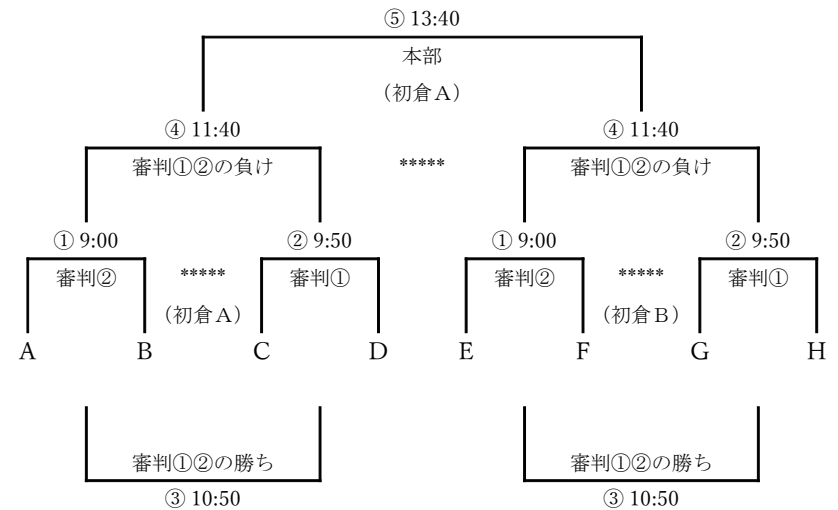 ⑤ 13:40
本部
（初倉Ａ）
④ 11:40
④ 11:40
審判①②の負け
*****
審判①②の負け
① 9:00
② 9:50
① 9:00
② 9:50
審判②
*****
審判①
審判②
*****
審判①
（初倉Ａ）
（初倉Ｂ）
A
B
C
D
E
F
G
H
審判①②の勝ち
審判①②の勝ち
③ 10:50
③ 10:50